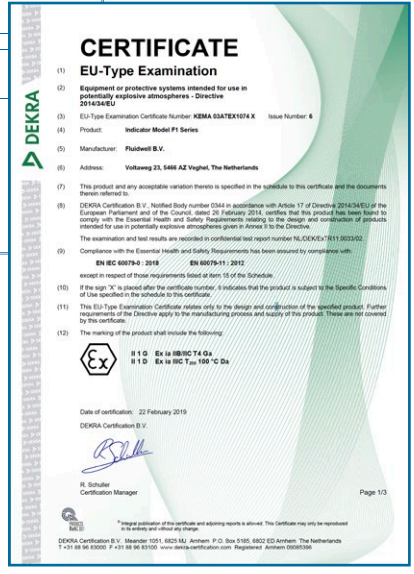 DEKRA
CERTIFICATE
(1) EU-Type Examination
(2) Equipment or protective systems intended for use in
potentially explosive atmospheres - Directive
2014/34/EU
(3) EU-Type Examination Certificate Number: KEMA 03ATEX1074 X Issue Number: 6
(4) Product: Indicator Model F1 Series
(5) Manufacturer: Fluidwell B.V.
(6) Address: Voltaweg 23, 5466 AZ Veghel, The Netherlands
(7) This product and any acceptable variation thereto is specified in the schedule to this certificate and the documents
therein referred to.
(8) DEKRA Certification B.V., Notified Body number 0344 in accordance with Article 17 of Directive 2014/34/EU of the
European Parliament and of the Council, dated 26 February 2014, certifies that this product has been found to
comply with the Essential Health and Safety Requirements relating to the design and construction of products
intended for use in potentially explosive atmospheres given in Annex II to the Directive.
The examination and test results are recorded in confidential test report number NL/DEK/ExTR11.0033/02.
(9) Compliance with the Essential Health and Safety Requirements has been assured by compliance with:
EN IEC 60079-0 : 2018 EN 60079-11 : 2012
except in respect of those requirements listed at item 18 of the Schedule.
(10) If the sign "X" is placed after the certificate number, it indicates that the product is subject to the Specific Conditions
of Use specified in the schedule to this certificate.
(11) This EU-Type Examination Certificate relates only to the design and construction of the specified product. Further
requirements of the Directive apply to the manufacturing process and supply of this product. These are not covered
by this certificate.
(12) The marking of the product shall include the following:
Ex
II 1 G Ex ia IIB/IIC T4 Ga
II 1 D Ex ia IIIC T200 100 °C Da
Date of certification: 22 February 2019
DEKRA Certification B.V.
R. Schuller
Certification Manager
Page 1/3
© Integral publication of this certificate and adjoining reports is allowed. This Certificate may only be reproduced
in its entirety and without any change.
DEKRA Certification B.V. Meander 1051, 6825 MJ Arnhem P.O. Box 5185, 6802 ED Arnhem The Netherlands
T +31 88 96 83000 F +31 88 96 83100 www.dekra-certification.com Registered Arnhem 09085396